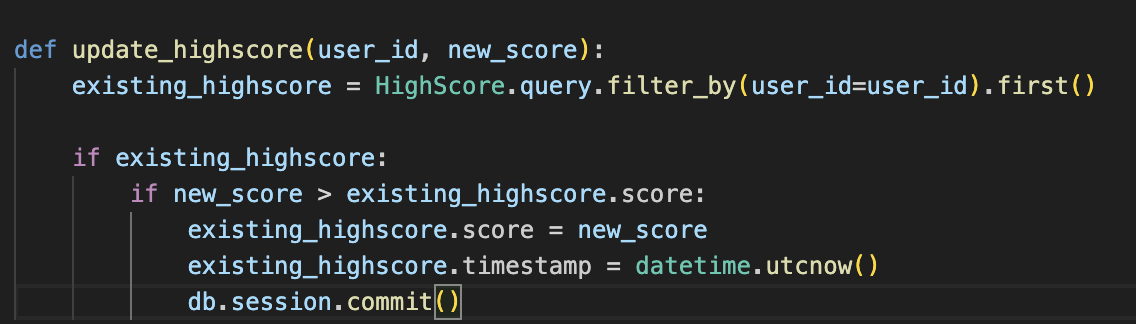 def update_highscore(user_id, new_score):
    existing_highscore = HighScore.query.filter_by(user_id=user_id).first()
    if existing_highscore:
        if new_score > existing_highscore.score:
            existing_highscore.score = new_score
            existing_highscore.timestamp = datetime.utcnow()
            db.session.commit()